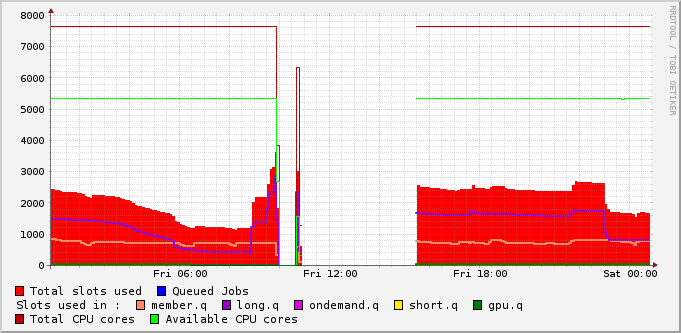 8000
7000
6000
5000
4000
3000
2000
1000
0
Fri 06:00 Fri 12:00 Fri 18:00 Sat 00:00
Total slots used Queued Jobs
Slots used in : member.q long.q ondemand.q short.q gpu.q
Total CPU cores Available CPU cores
RRDTOOL / TOBI OETIKER